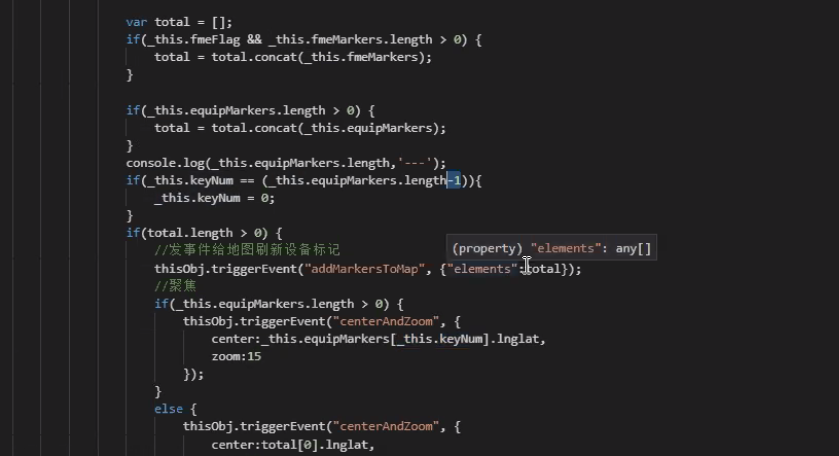 var total = [];
if(_this.fmeFlag && _this.fmeMarkers.length > 0) {
total = total.concat(_this.fmeMarkers);
}
if(_this.equipMarkers.length > 0) {
total = total.concat(_this.equipMarkers);
}
console.log(_this.equipMarkers.length,'---');
if(_this.keyNum == (_this.equipMarkers.length-1)){
_this.keyNum = 0;
}
if(total.length > 0) {
//发事件给地图刷新设备标记
(property) "elements": any[]
thisObj.triggerEvent("addMarkersToMap", {"elements":total});
//聚焦
if(_this.equipMarkers.length > 0) {
thisObj.triggerEvent("centerAndZoom", {
center:_this.equipMarkers[_this.keyNum].lnglat,
zoom:15
});
}
else {
thisObj.triggerEvent("centerAndZoom", {
center:total[0].lnglat,